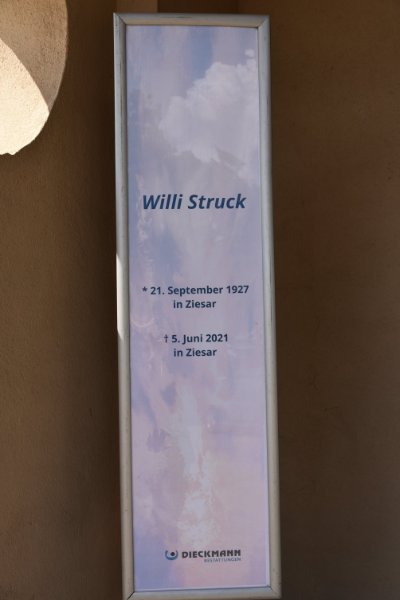 Willi Struck
* 21. September 1927
in Ziesar
† 5. Juni 2021
in Ziesar
DIECKMANN
BESTATTUNGEN